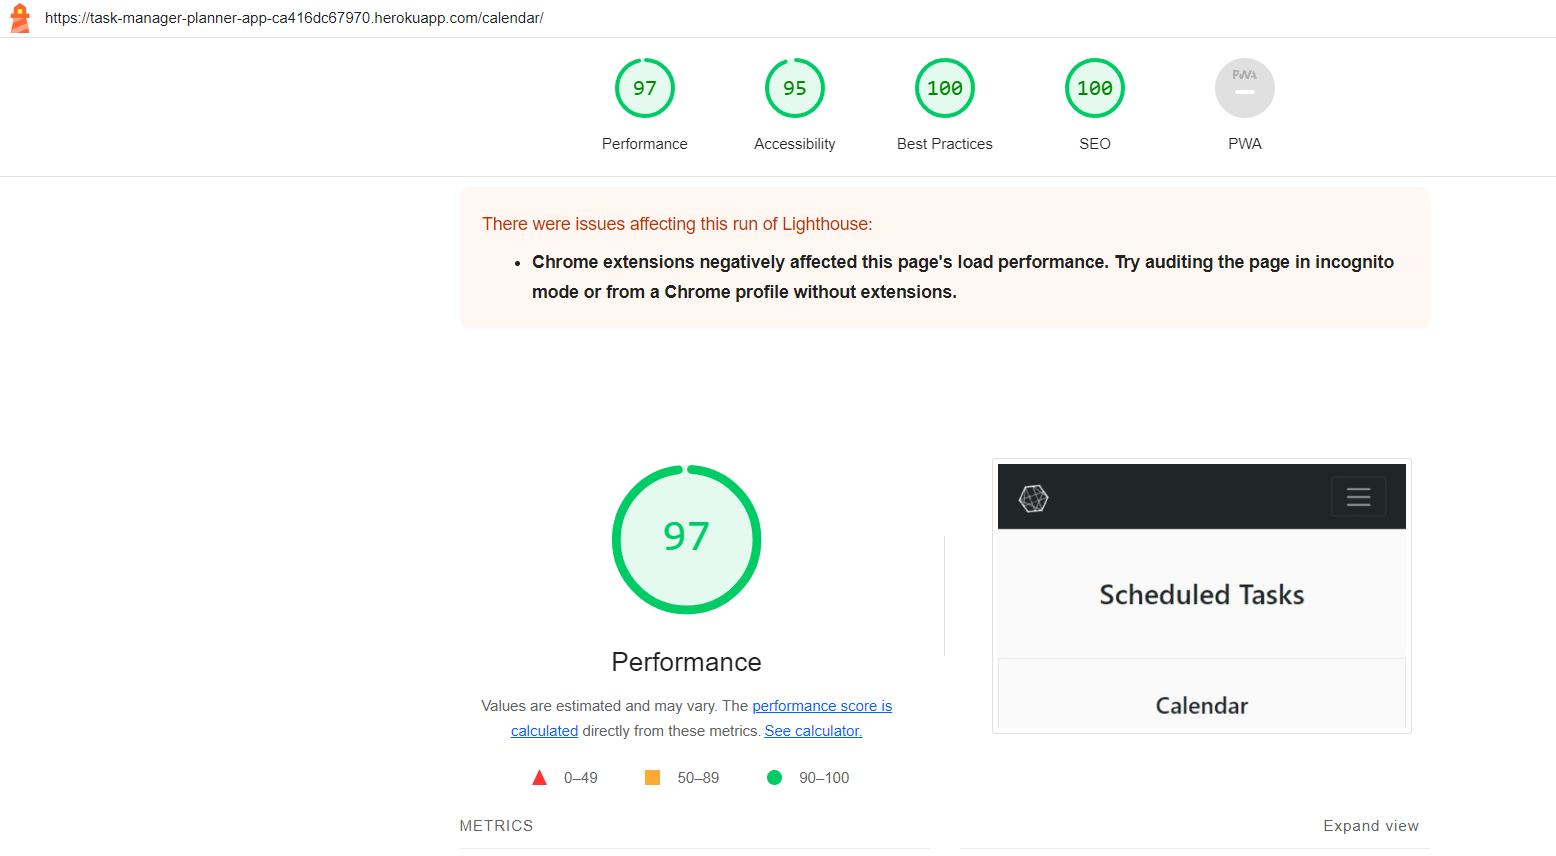 https://task-manager-planner-app-ca416dc67970.herokuapp.com/calendar/
97 95 100 100 PWA
Performance Accessibility Best Practices SEO PWA
There were issues affecting this run of Lighthouse:
• Chrome extensions negatively affected this page's load performance. Try auditing the page in incognito
mode or from a Chrome profile without extensions.
97
Performance
Values are estimated and may vary. The performance score is
calculated directly from these metrics. See calculator.
0–49 50–89 90–100
Scheduled Tasks
Calendar
METRICS Expand view